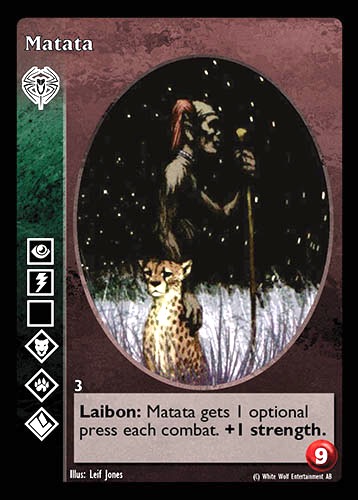 Matata
3
Laibon: Matata gets 1 optional
press each combat. +1 strength.
9
Illus: Leif Jones
(C) White Wolf Entertainment AB